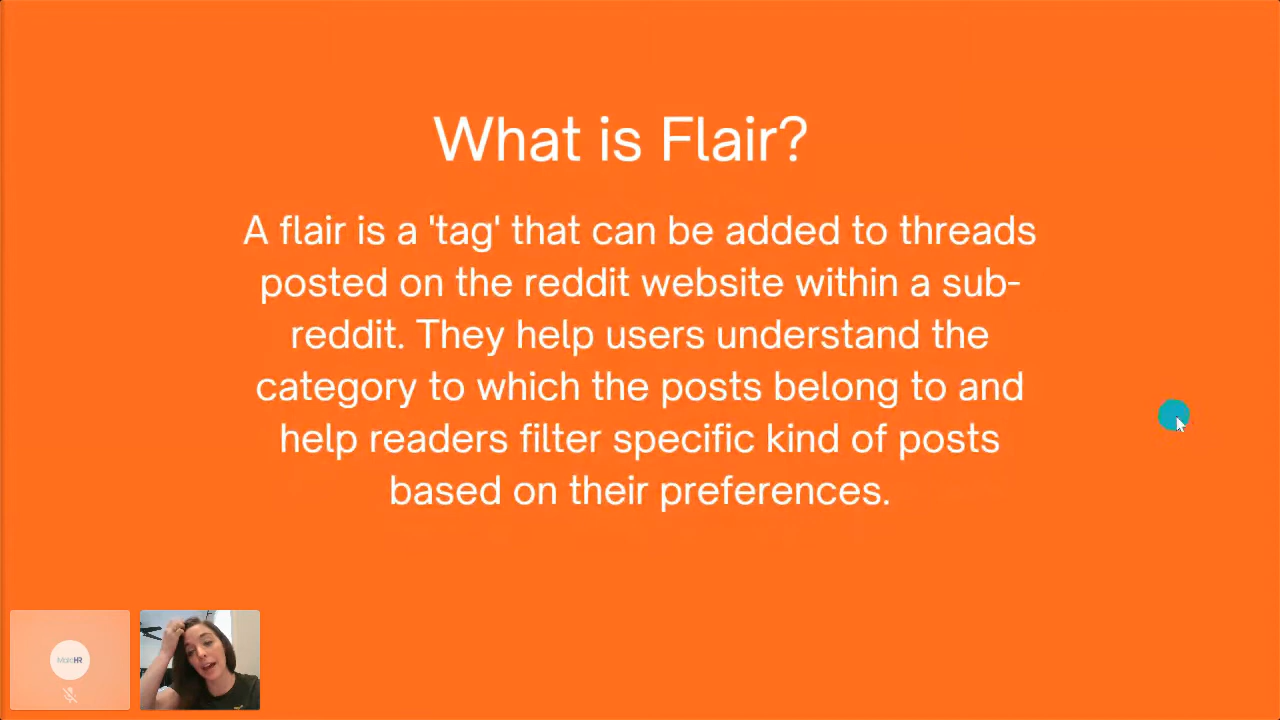 What is Flair?
A flair is a 'tag' that can be added to threads
posted on the reddit website within a sub-
reddit. They help users understand the
category to which the posts belong to and
help readers filter specific kind of posts
based on their preferences.